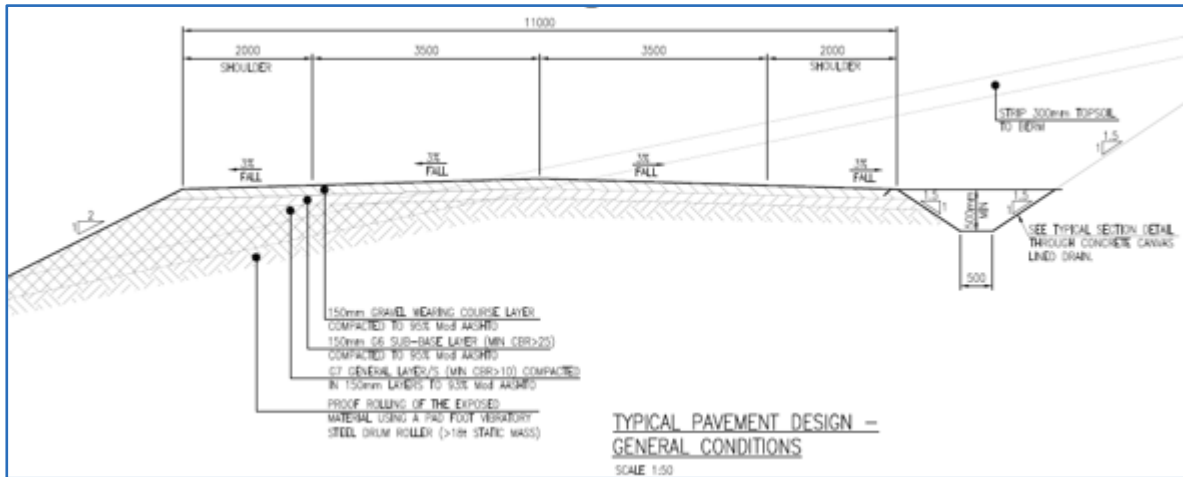 11000
2000 3500 3500 2000
SHOULDER SHOULDER
STRIP 300mm TOPSOIL
TO BERM
1.5
1
3% 3% 3% 3%
FALL FALL FALL FALL
2
1
1.5 1.5
1 1
500mm
MIN
SEE TYPICAL SECTION DETAIL
THROUGH CONCRETE CANVAS
LINED DRAIN.
500
150mm GRAVEL WEARING COURSE LAYER
COMPACTED TO 95% Mod AASHTO
150mm G6 SUB-BASE LAYER (MIN CBR>25)
COMPACTED TO 95% Mod AASHTO
G7 GENERAL LAYER/S (MIN CBR>10) COMPACTED
IN 150mm LAYERS TO 93% Mod AASHTO
PROOF ROLLING OF THE EXPOSED
MATERIAL USING A PAD FOOT VIBRATORY
STEEL DRUM ROLLER (>18t STATIC MASS)
TYPICAL PAVEMENT DESIGN –
GENERAL CONDITIONS
SCALE 1:50